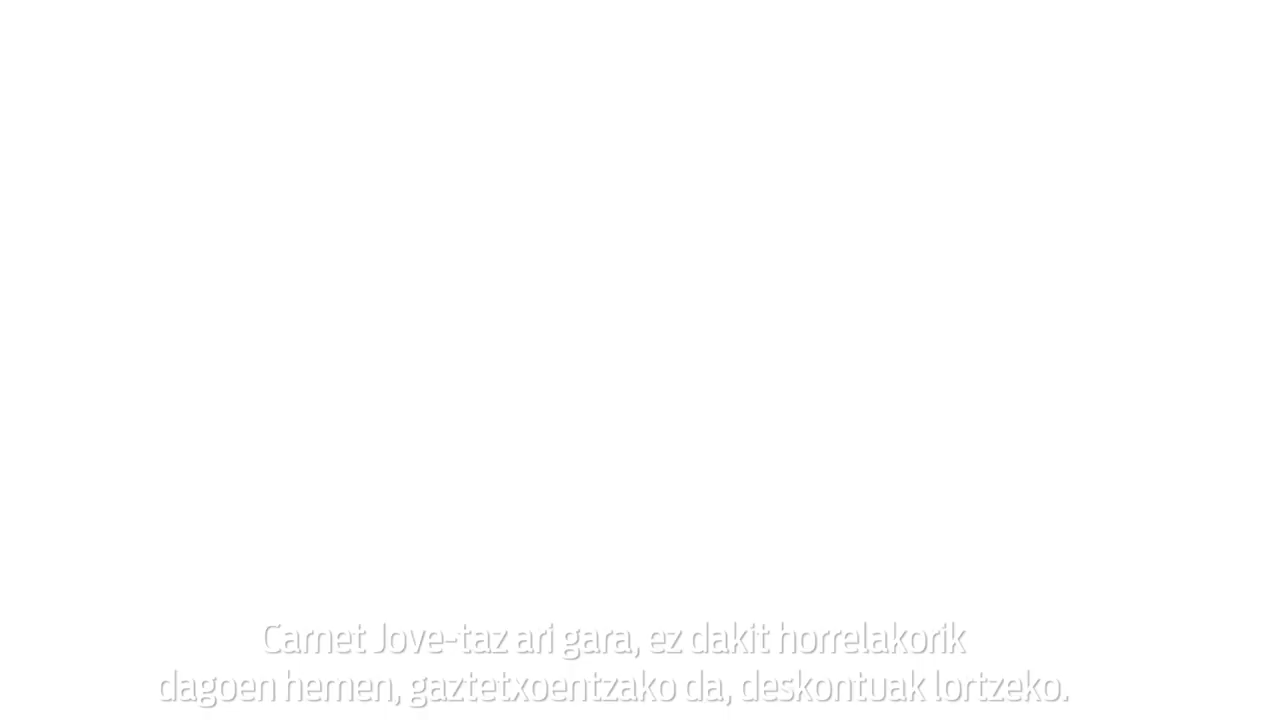 Carnet Jove-taz ari gara, ez dakit horrelakorik
dagoen hemen, gaztetxoentzako da, deskontuak lortzeko.